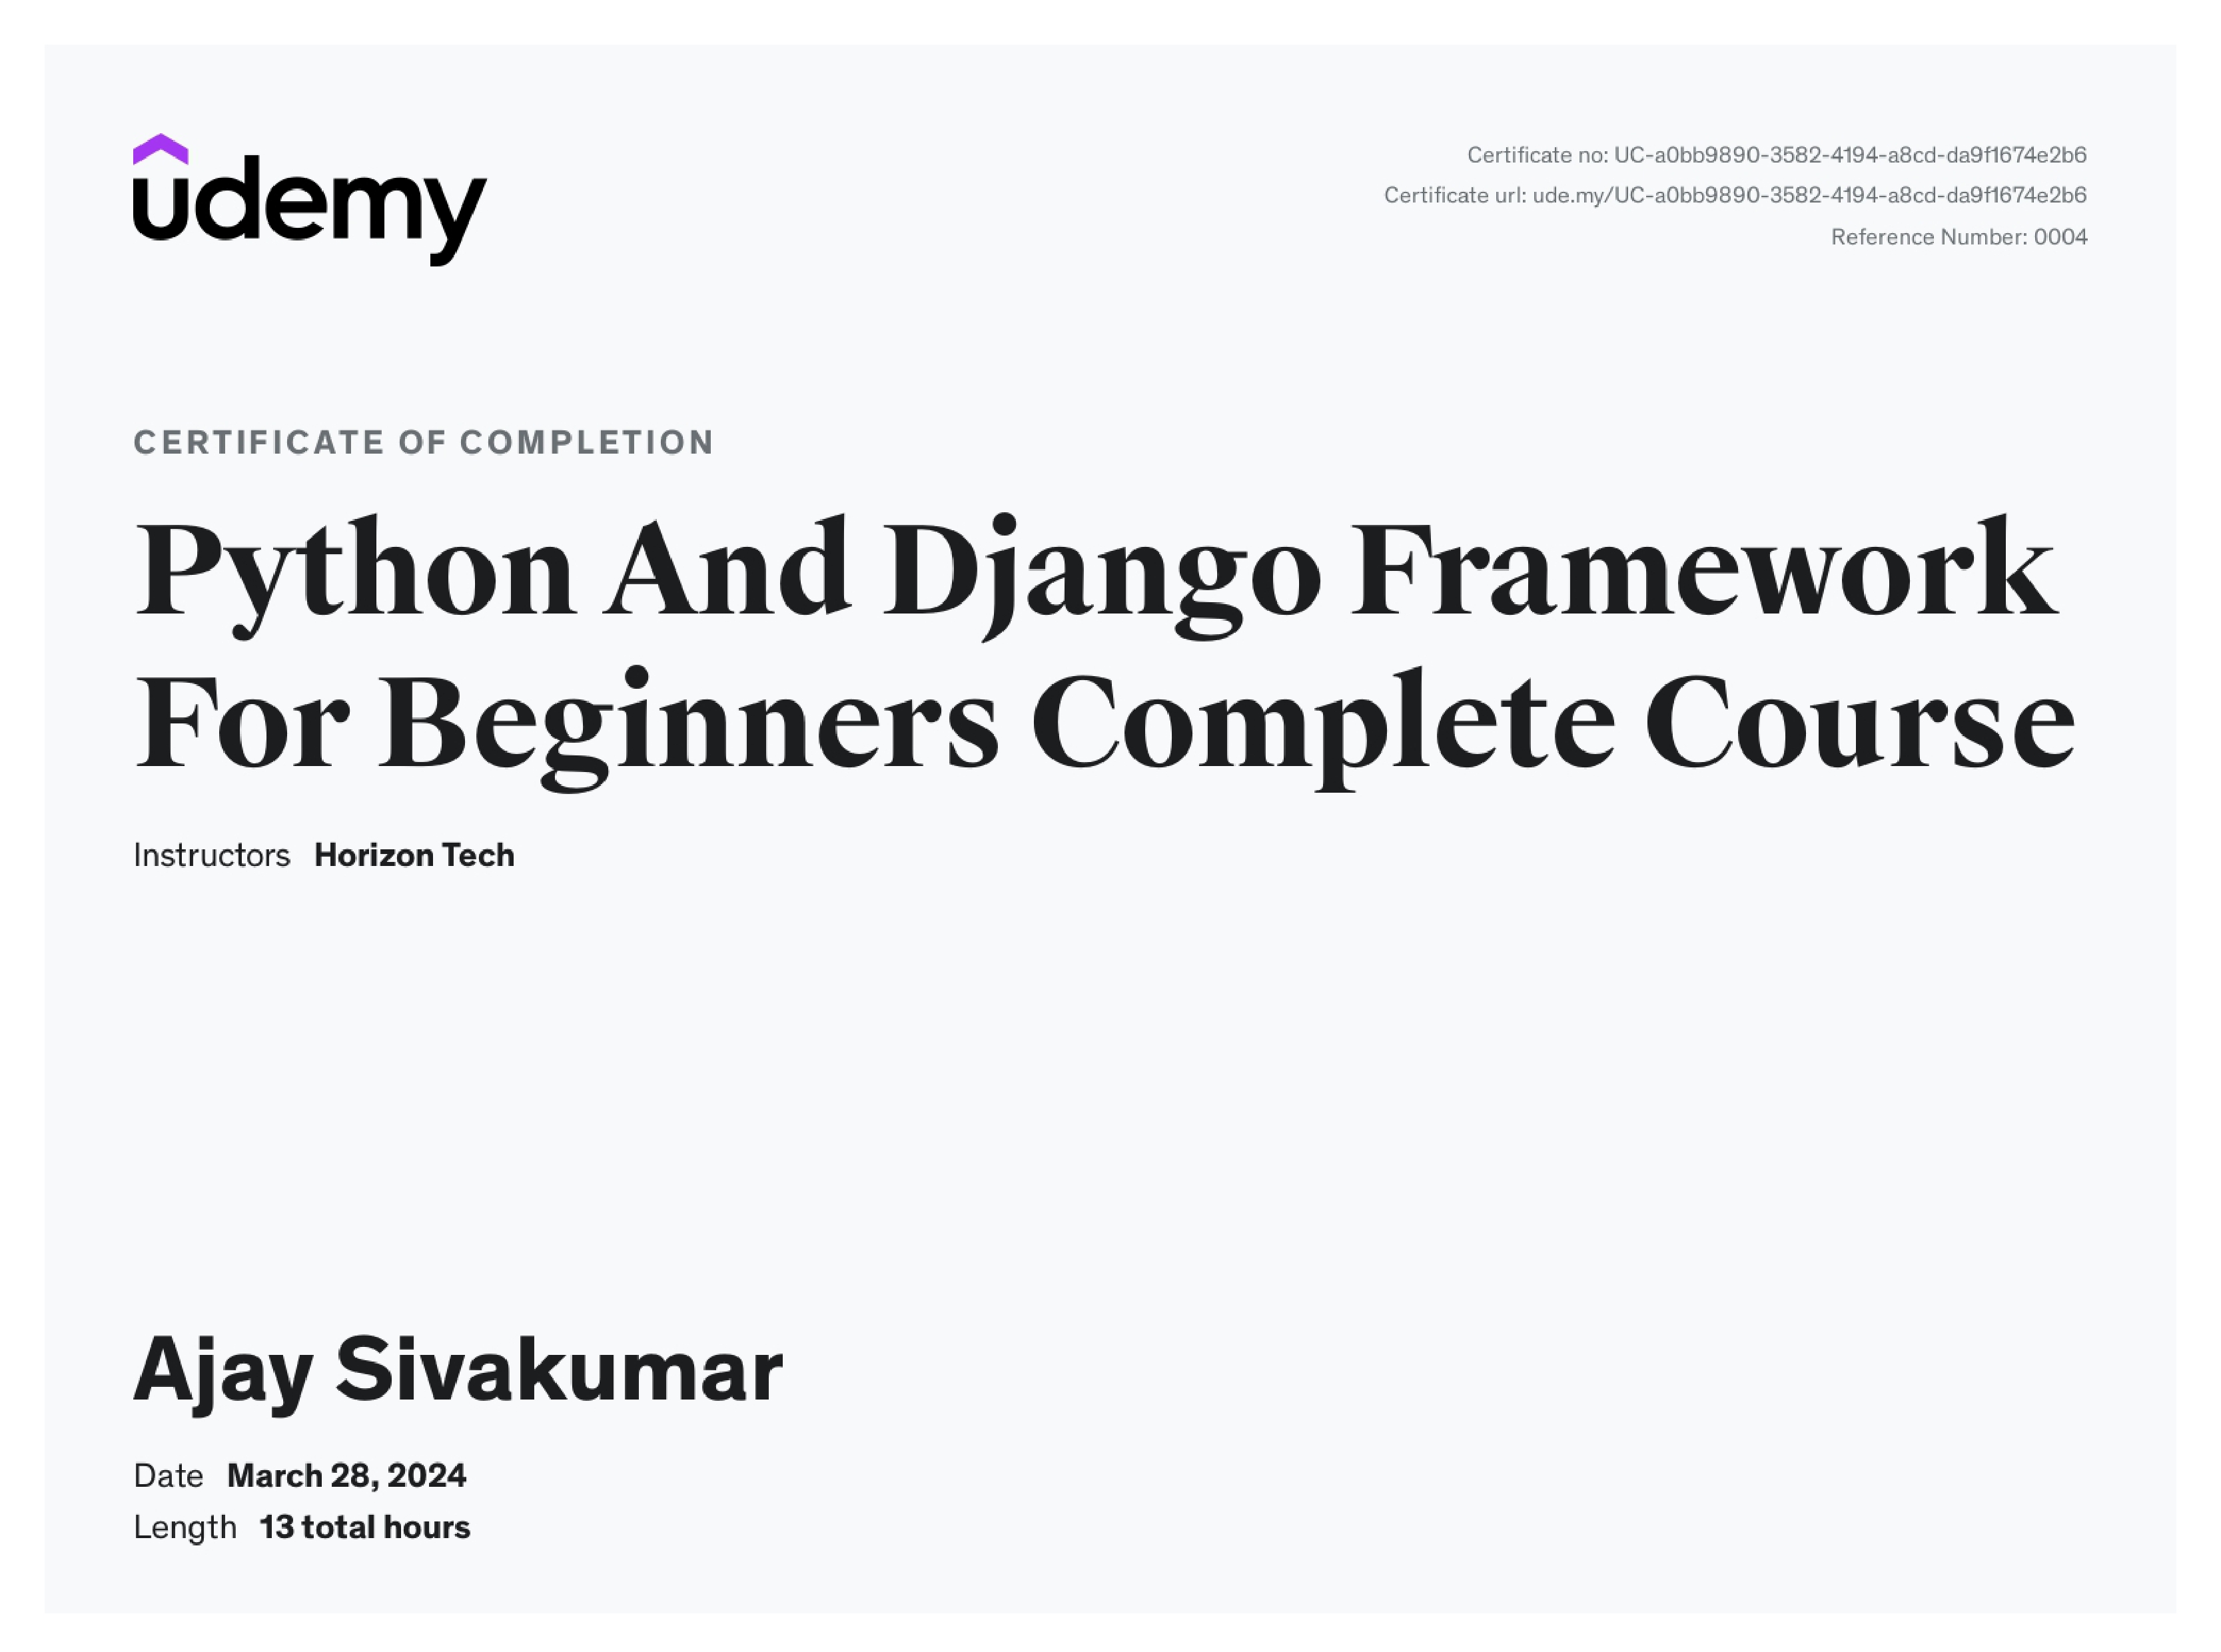 udemy
Certificate no: UC-a0bb9890-3582-4194-a8cd-da9f1674e2b6
Certificate url: ude.my/UC-a0bb9890-3582-4194-a8cd-da9f1674e2b6
Reference Number: 0004
CERTIFICATE OF COMPLETION
Python And Django Framework
For Beginners Complete Course
Instructors Horizon Tech
Ajay Sivakumar
Date March 28, 2024
Length 13 total hours